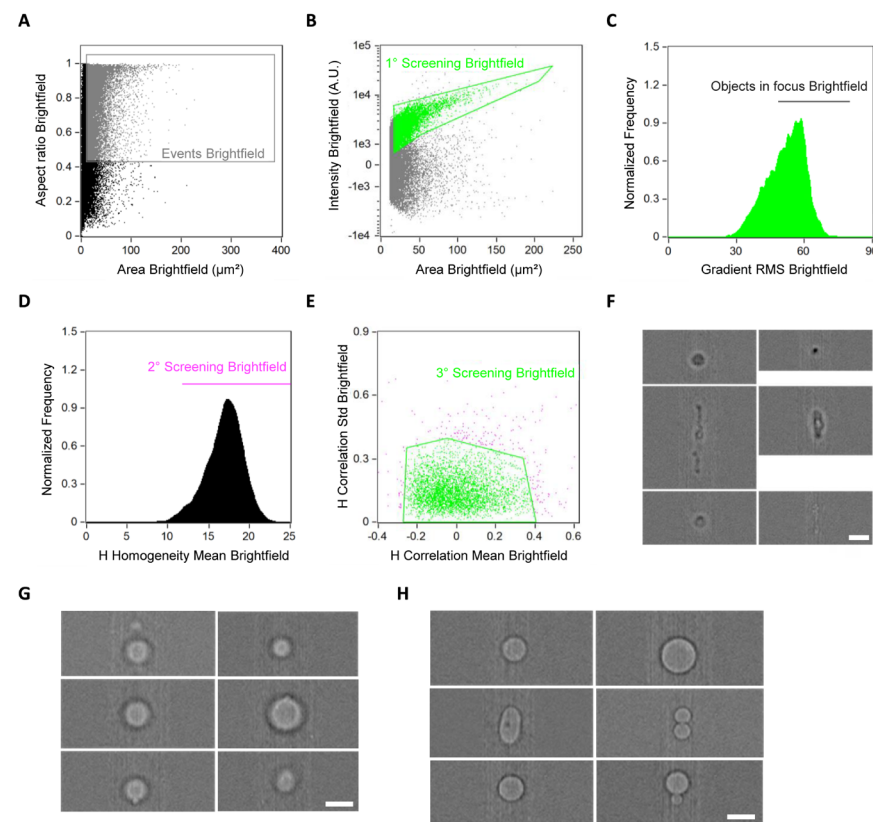 A
Aspect ratio Brightfield
1
0.8
0.6
0.4
0.2
0
Events Brightfield
0
100
200
300
400
Area Brightfield (µm²)
B
Intensity Brightfield (A.U.)
1e5
1e4
1e3
0
-1e3
-1e4
1° Screening Brightfield
0
50
100
150
200
250
Area Brightfield (µm²)
C
Normalized Frequency
1.5
1.2
0.9
0.6
0.3
0
Objects in focus Brightfield
0
30
60
90
Gradient RMS Brightfield
D
Normalized Frequency
1.5
1.2
0.9
0.6
0.3
0
2° Screening Brightfield
0
5
10
15
20
25
H Homogeneity Mean Brightfield
E
H Correlation Std Brightfield
0.9
0.6
0.3
0
3° Screening Brightfield
-0.4
-0.2
0
0.2
0.4
0.6
H Correlation Mean Brightfield
F
G
H